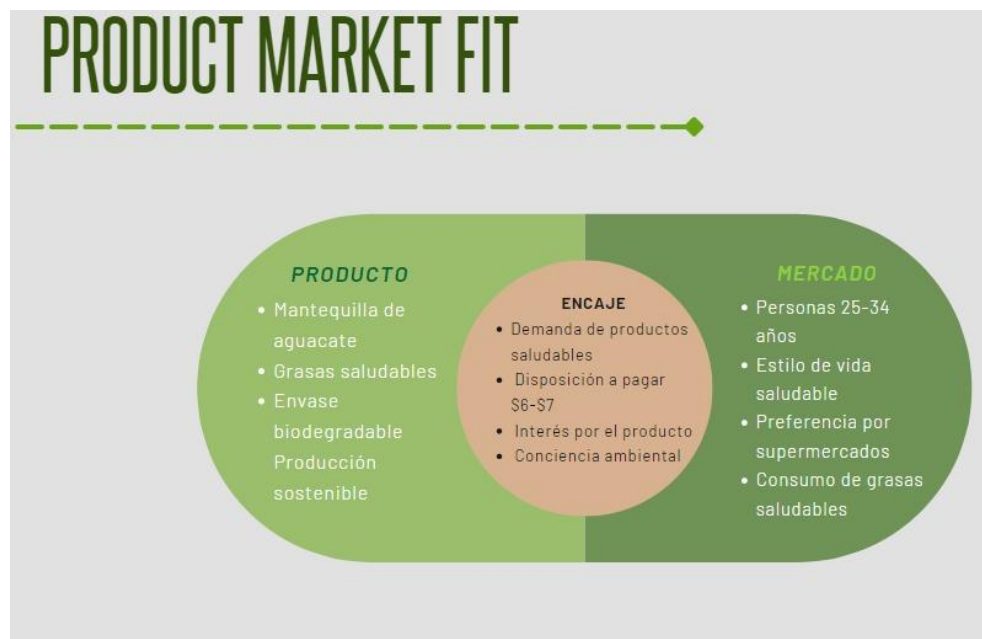 PRODUCT MARKET FIT
PRODUCTO
• Mantequilla de
aguacate
• Grasas saludables
• Envase
biodegradable
Producción
sostenible
ENCAJE
• Demanda de productos
saludables
• Disposición a pagar
$6-$7
• Interés por el producto
• Conciencia ambiental
MERCADO
• Personas 25-34
años
• Estilo de vida
saludable
• Preferencia por
supermercados
• Consumo de grasas
saludables